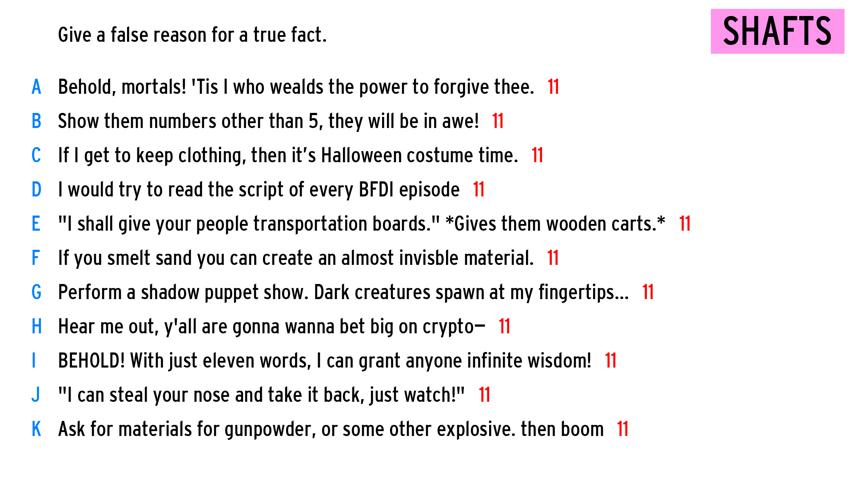 Give a false reason for a true fact.
SHAFTS
A Behold, mortals! 'Tis I who wealds the power to forgive thee. 11
B Show them numbers other than 5, they will be in awe! 11
C If I get to keep clothing, then it's Halloween costume time. 11
D I would try to read the script of every BFDI episode 11
E "I shall give your people transportation boards." *Gives them wooden carts.* 11
F If you smelt sand you can create an almost invisble material. 11
G Perform a shadow puppet show. Dark creatures spawn at my fingertips... 11
H Hear me out, y'all are gonna wanna bet big on crypto— 11
I BEHOLD! With just eleven words, I can grant anyone infinite wisdom! 11
J "I can steal your nose and take it back, just watch!" 11
K Ask for materials for gunpowder, or some other explosive. then boom 11